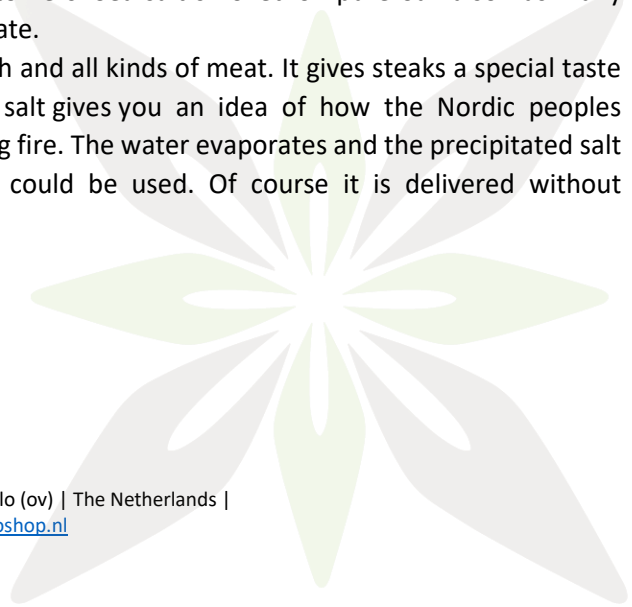 ate.
h and all kinds of meat. It gives steaks a special taste
salt gives you an idea of how the Nordic peoples
g fire. The water evaporates and the precipitated salt
could be used. Of course it is delivered without
lo (ov) | The Netherlands |
pshop.nl